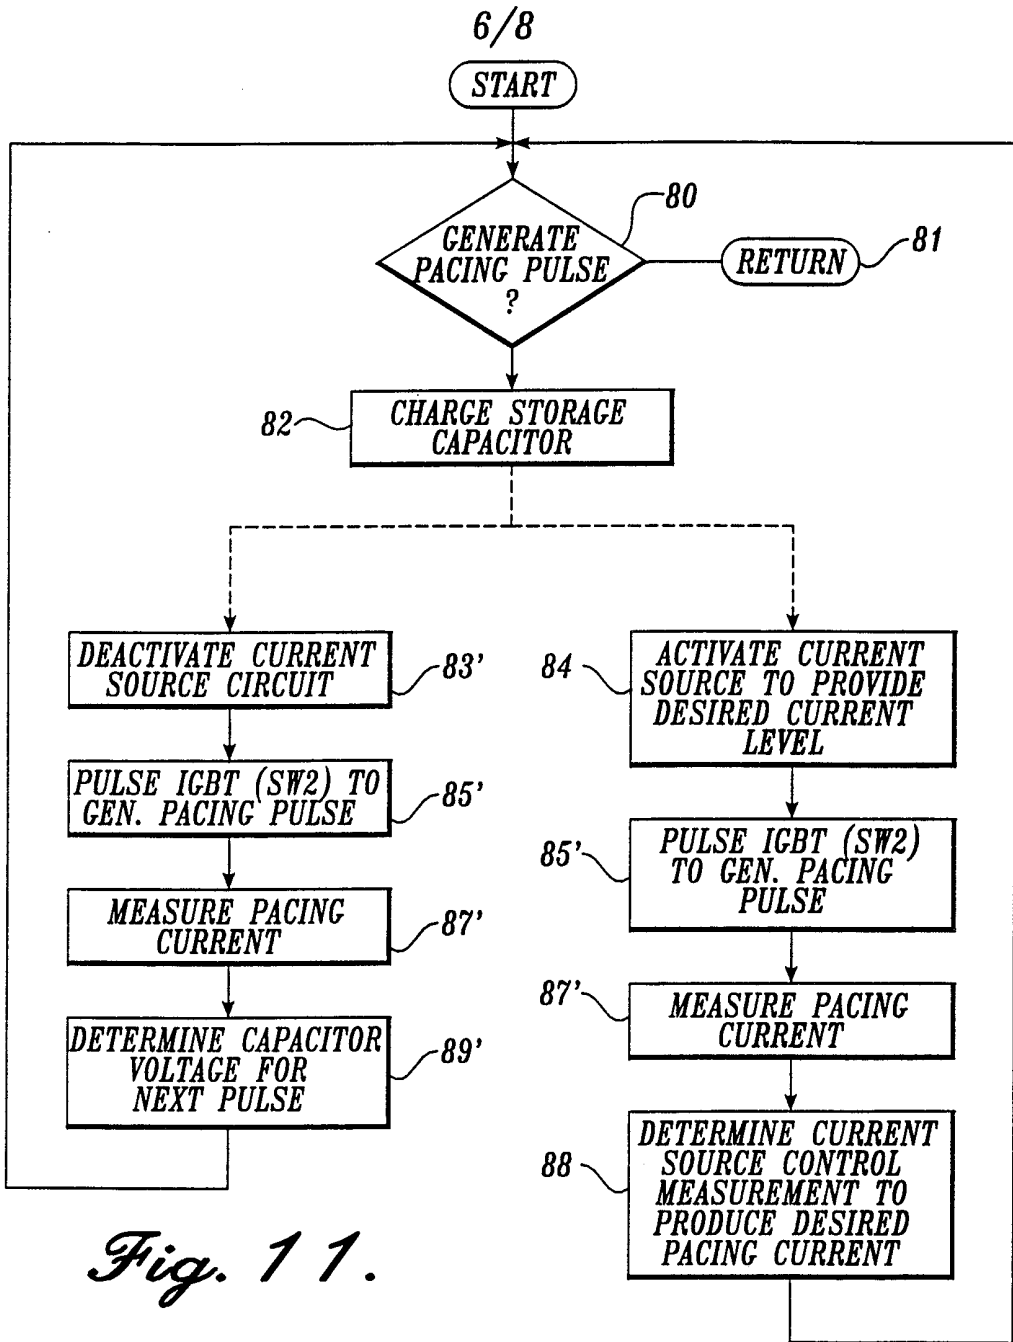 6/8
START
GENERATE
PACING PULSE
?
80
RETURN
81
82
CHARGE STORAGE
CAPACITOR
DEACTIVATE CURRENT
SOURCE CIRCUIT
83'
PULSE IGBT (SW2) TO
GEN. PACING PULSE
85'
MEASURE PACING
CURRENT
87'
DETERMINE CAPACITOR
VOLTAGE FOR
NEXT PULSE
89'
84
ACTIVATE CURRENT
SOURCE TO PROVIDE
DESIRED CURRENT
LEVEL
85'
PULSE IGBT (SW2)
TO GEN. PACING
PULSE
87'
MEASURE PACING
CURRENT
88
DETERMINE CURRENT
SOURCE CONTROL
MEASUREMENT TO
PRODUCE DESIRED
PACING CURRENT
Fig. 11.